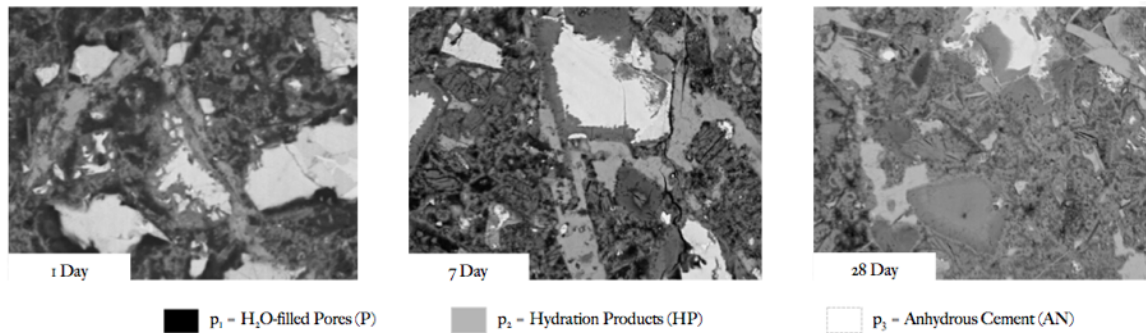 1 Day
7 Day
28 Day
p₁ = H₂O-filled Pores (P)
p₂ = Hydration Products (HP)
p₃ = Anhydrous Cement (AN)